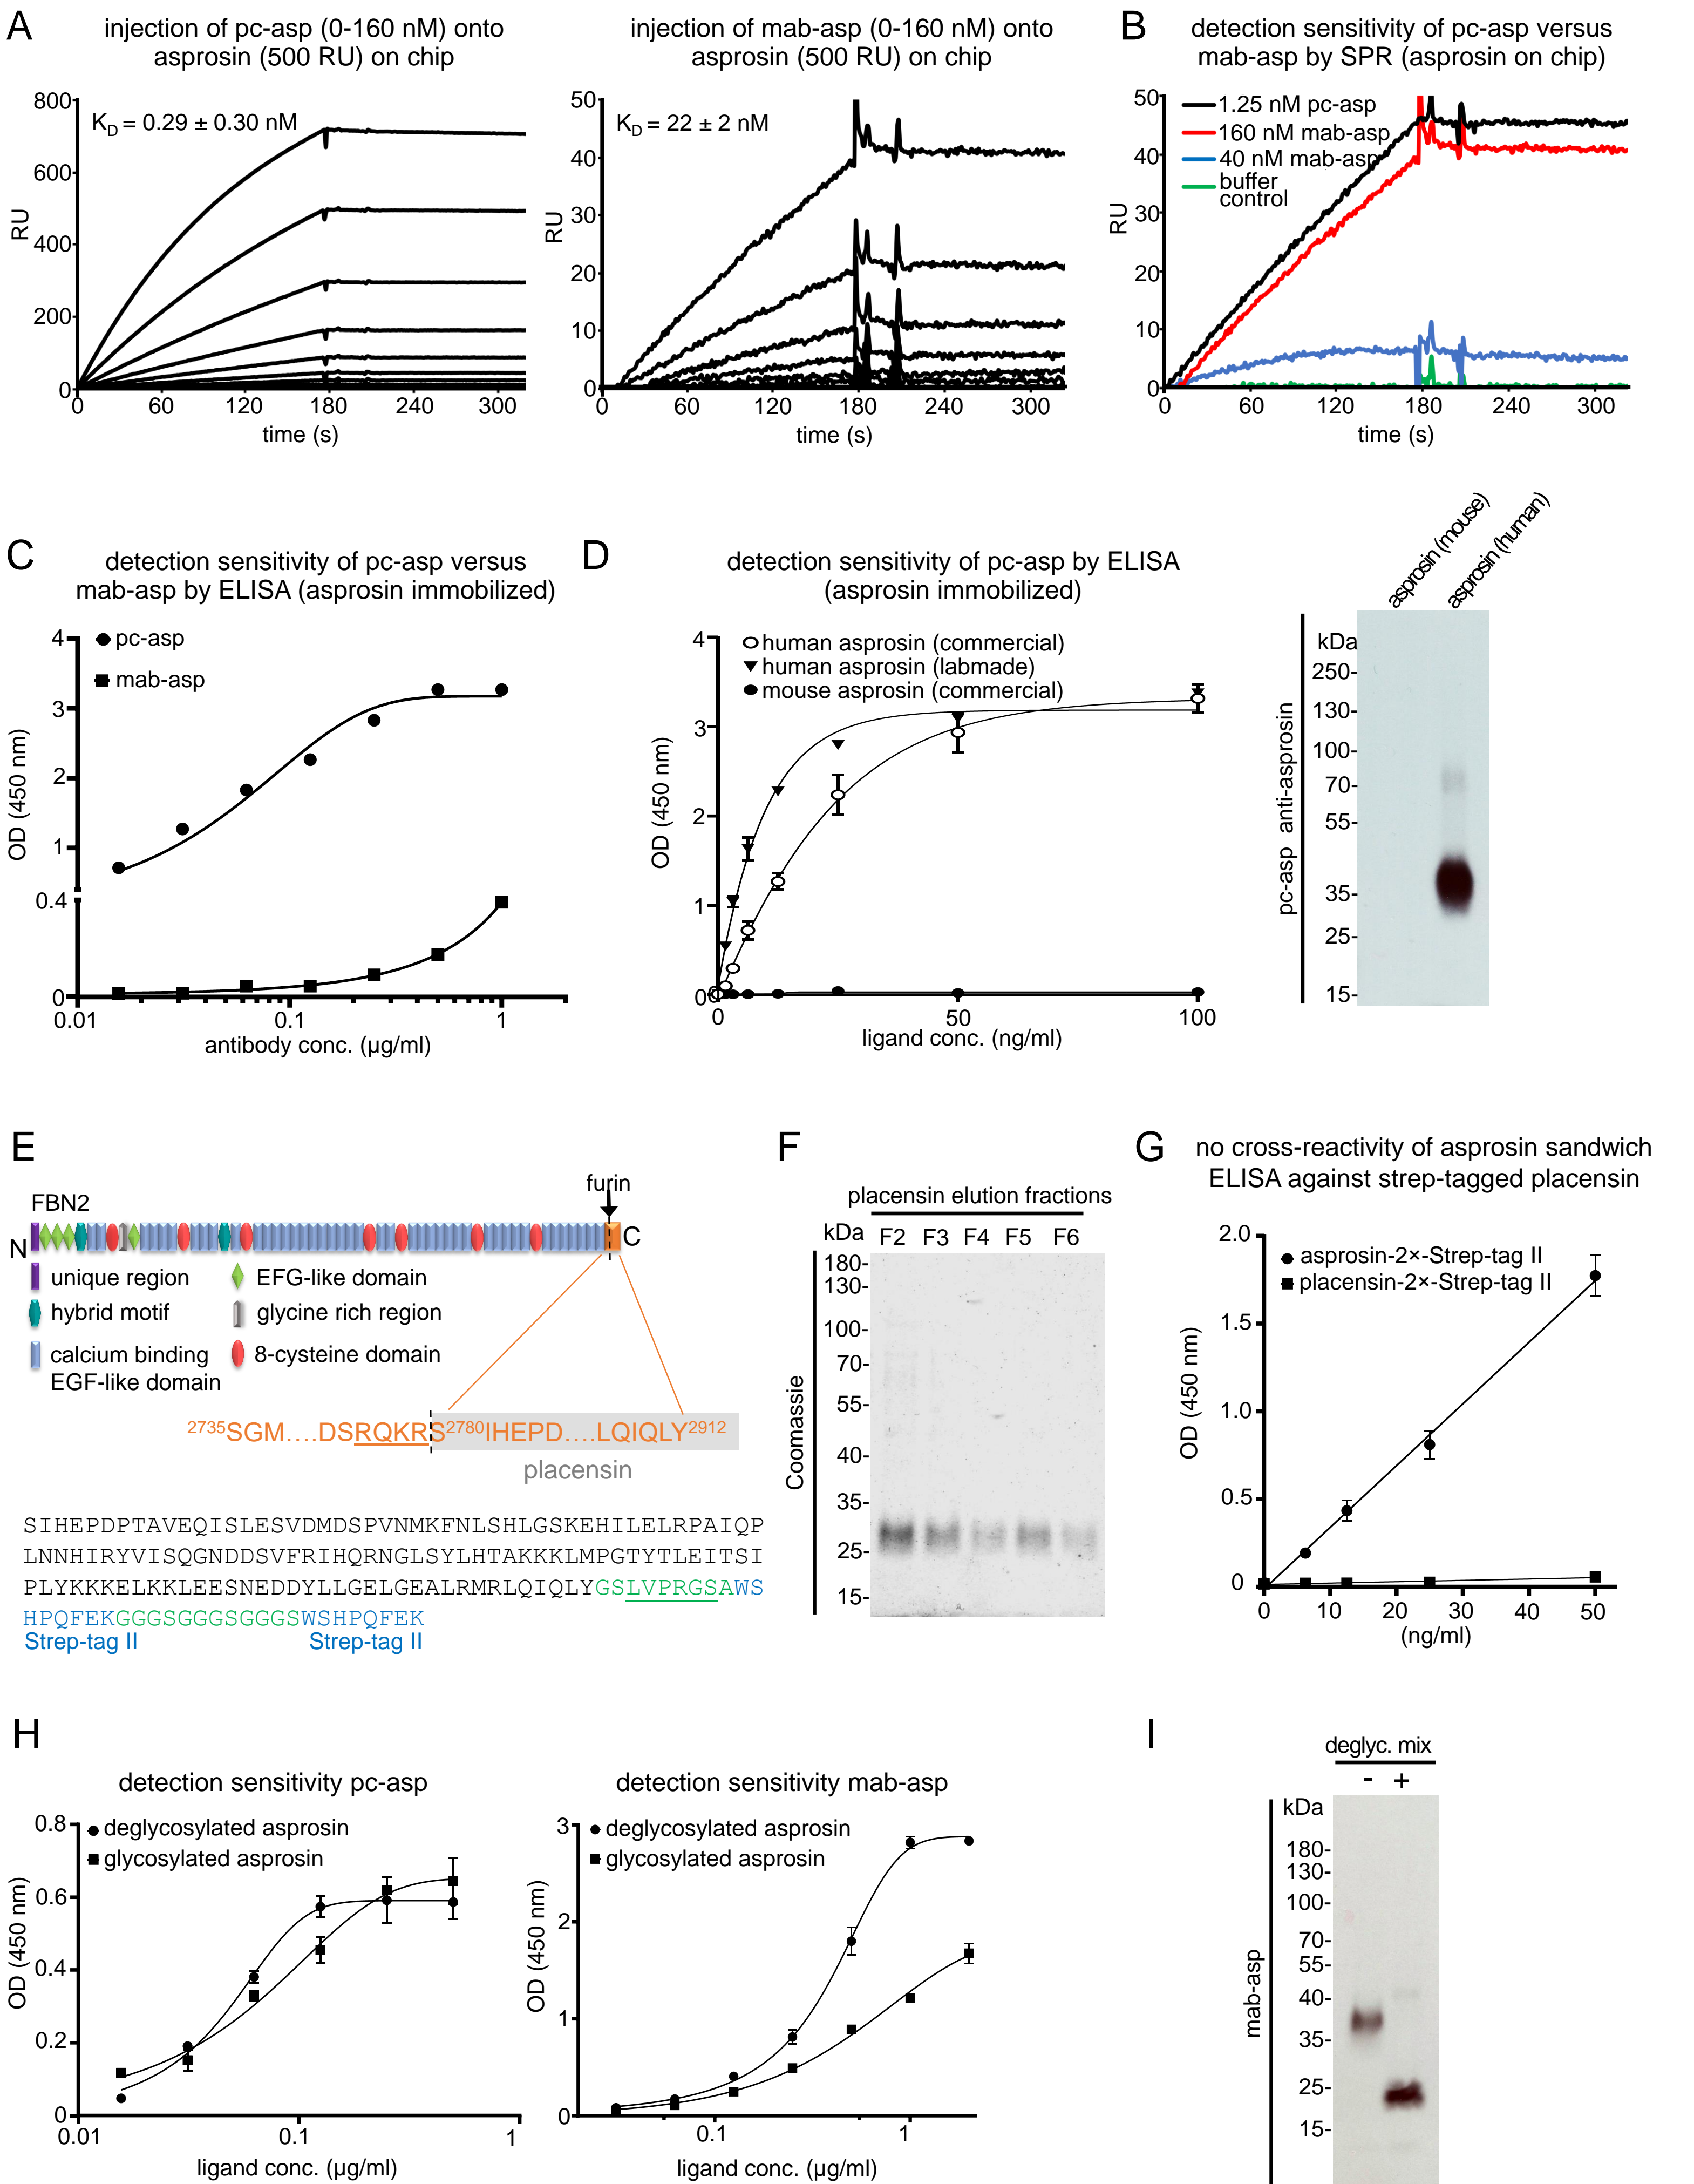 A
injection of pc-asp (0-160 nM) onto
asprosin (500 RU) on chip
800
600
400
200
0
RU
K_D = 0.29 ± 0.30 nM
0 60 120 180 240 300
time (s)
injection of mab-asp (0-160 nM) onto
asprosin (500 RU) on chip
50
40
30
20
10
0
RU
K_D = 22 ± 2 nM
0 60 120 180 240 300
time (s)
B
detection sensitivity of pc-asp versus
mab-asp by SPR (asprosin on chip)
50
40
30
20
10
0
RU
1.25 nM pc-asp
160 nM mab-asp
40 nM mab-asp
buffer
control
0 60 120 180 240 300
time (s)
C
detection sensitivity of pc-asp versus
mab-asp by ELISA (asprosin immobilized)
pc-asp
mab-asp
4
3
2
1
0.4
0
OD (450 nm)
0.01 0.1 1
antibody conc. (µg/ml)
D
detection sensitivity of pc-asp by ELISA
(asprosin immobilized)
human asprosin (commercial)
human asprosin (labmade)
mouse asprosin (commercial)
4
3
2
1
0
OD (450 nm)
0 50 100
ligand conc. (ng/ml)
asprosin (mouse)
asprosin (human)
pc-asp anti-asprosin
kDa
250-
130-
100-
70-
55-
35-
25-
15-
E
FBN2
furin
N
C
unique region
EFG-like domain
hybrid motif
glycine rich region
calcium binding
EGF-like domain
8-cysteine domain
2735SGM....DSRQKRS2780IHEPD....LQIQLY2912
placensin
SIHEPDPTAVEQISLESVDMDSPVNMKFNLSHLGSKEHILELRPAIQP
LNNHIRYVISQGNDDSVFRIHQRNGLSYLHTAKKKLMPGTYTLEITSI
PLYKKKELKKLEESNEDDYLLGELGEALRMRLQIQLYGSLVPRGSAWS
HPQFEKGGGSGGGSGGGSWSHPQFEK
Strep-tag II Strep-tag II
F
placensin elution fractions
kDa
F2 F3 F4 F5 F6
Coomassie
180-
130-
100-
70-
55-
40-
35-
25-
15-
G
no cross-reactivity of asprosin sandwich
ELISA against strep-tagged placensin
asprosin-2×-Strep-tag II
placensin-2×-Strep-tag II
2.0
1.5
1.0
0.5
0
OD (450 nm)
0 10 20 30 40 50
(ng/ml)
H
detection sensitivity pc-asp
deglycosylated asprosin
glycosylated asprosin
0.8
0.6
0.4
0.2
0
OD (450 nm)
0.01 0.1 1
ligand conc. (µg/ml)
detection sensitivity mab-asp
deglycosylated asprosin
glycosylated asprosin
3
2
1
0
OD (450 nm)
0.1 1
ligand conc. (µg/ml)
I
deglyc. mix
- +
mab-asp
kDa
180-
130-
100-
70-
55-
40-
35-
25-
15-